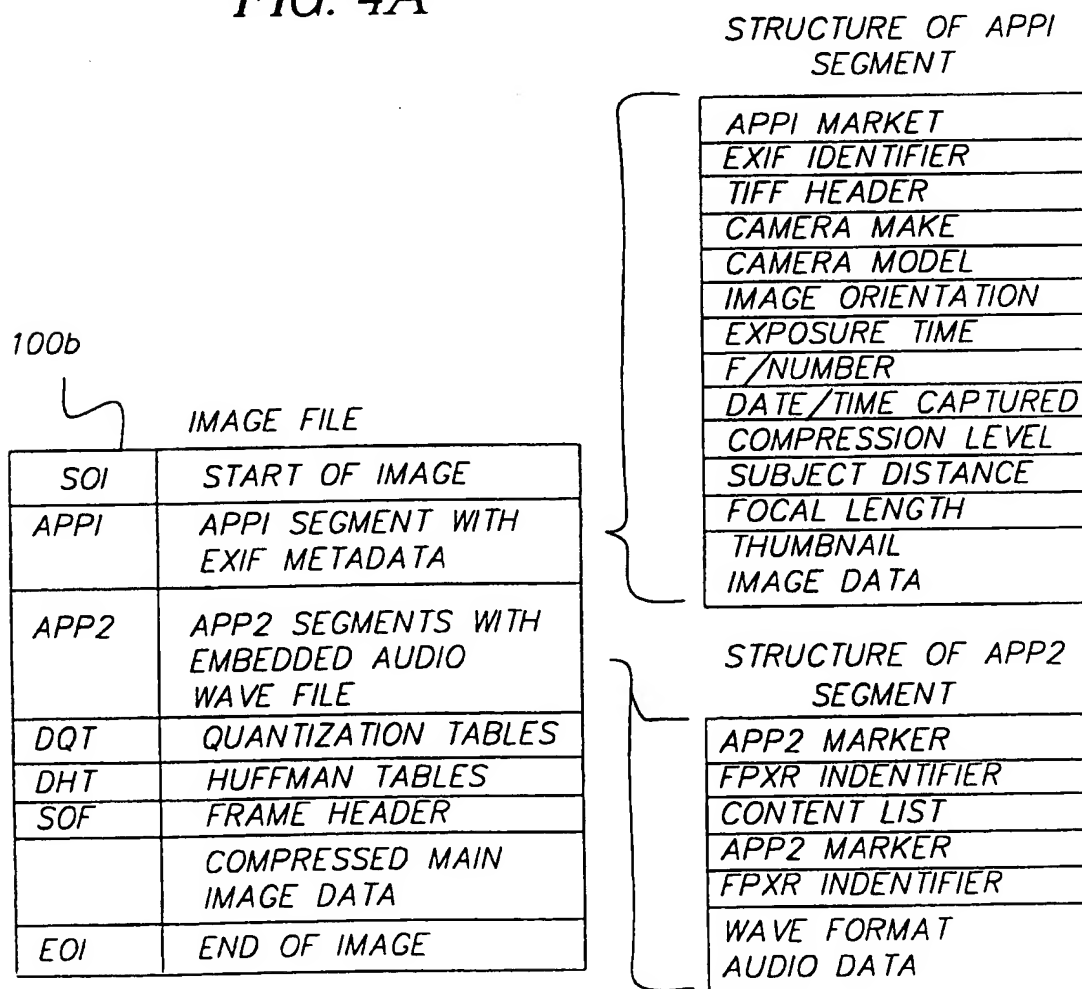 FIG. 4A
STRUCTURE OF APP1
SEGMENT
APP1 MARKET
EXIF IDENTIFIER
TIFF HEADER
CAMERA MAKE
CAMERA MODEL
IMAGE ORIENTATION
EXPOSURE TIME
F/NUMBER
DATE/TIME CAPTURED
COMPRESSION LEVEL
SUBJECT DISTANCE
FOCAL LENGTH
THUMBNAIL
IMAGE DATA
100b
IMAGE FILE
SOI START OF IMAGE
APP1 APP1 SEGMENT WITH
EXIF METADATA
APP2 APP2 SEGMENTS WITH
EMBEDDED AUDIO
WAVE FILE
DQT QUANTIZATION TABLES
DHT HUFFMAN TABLES
SOF FRAME HEADER
COMPRESSED MAIN
IMAGE DATA
EOI END OF IMAGE
STRUCTURE OF APP2
SEGMENT
APP2 MARKER
FPXR INDENTIFIER
CONTENT LIST
APP2 MARKER
FPXR INDENTIFIER
WAVE FORMAT
AUDIO DATA